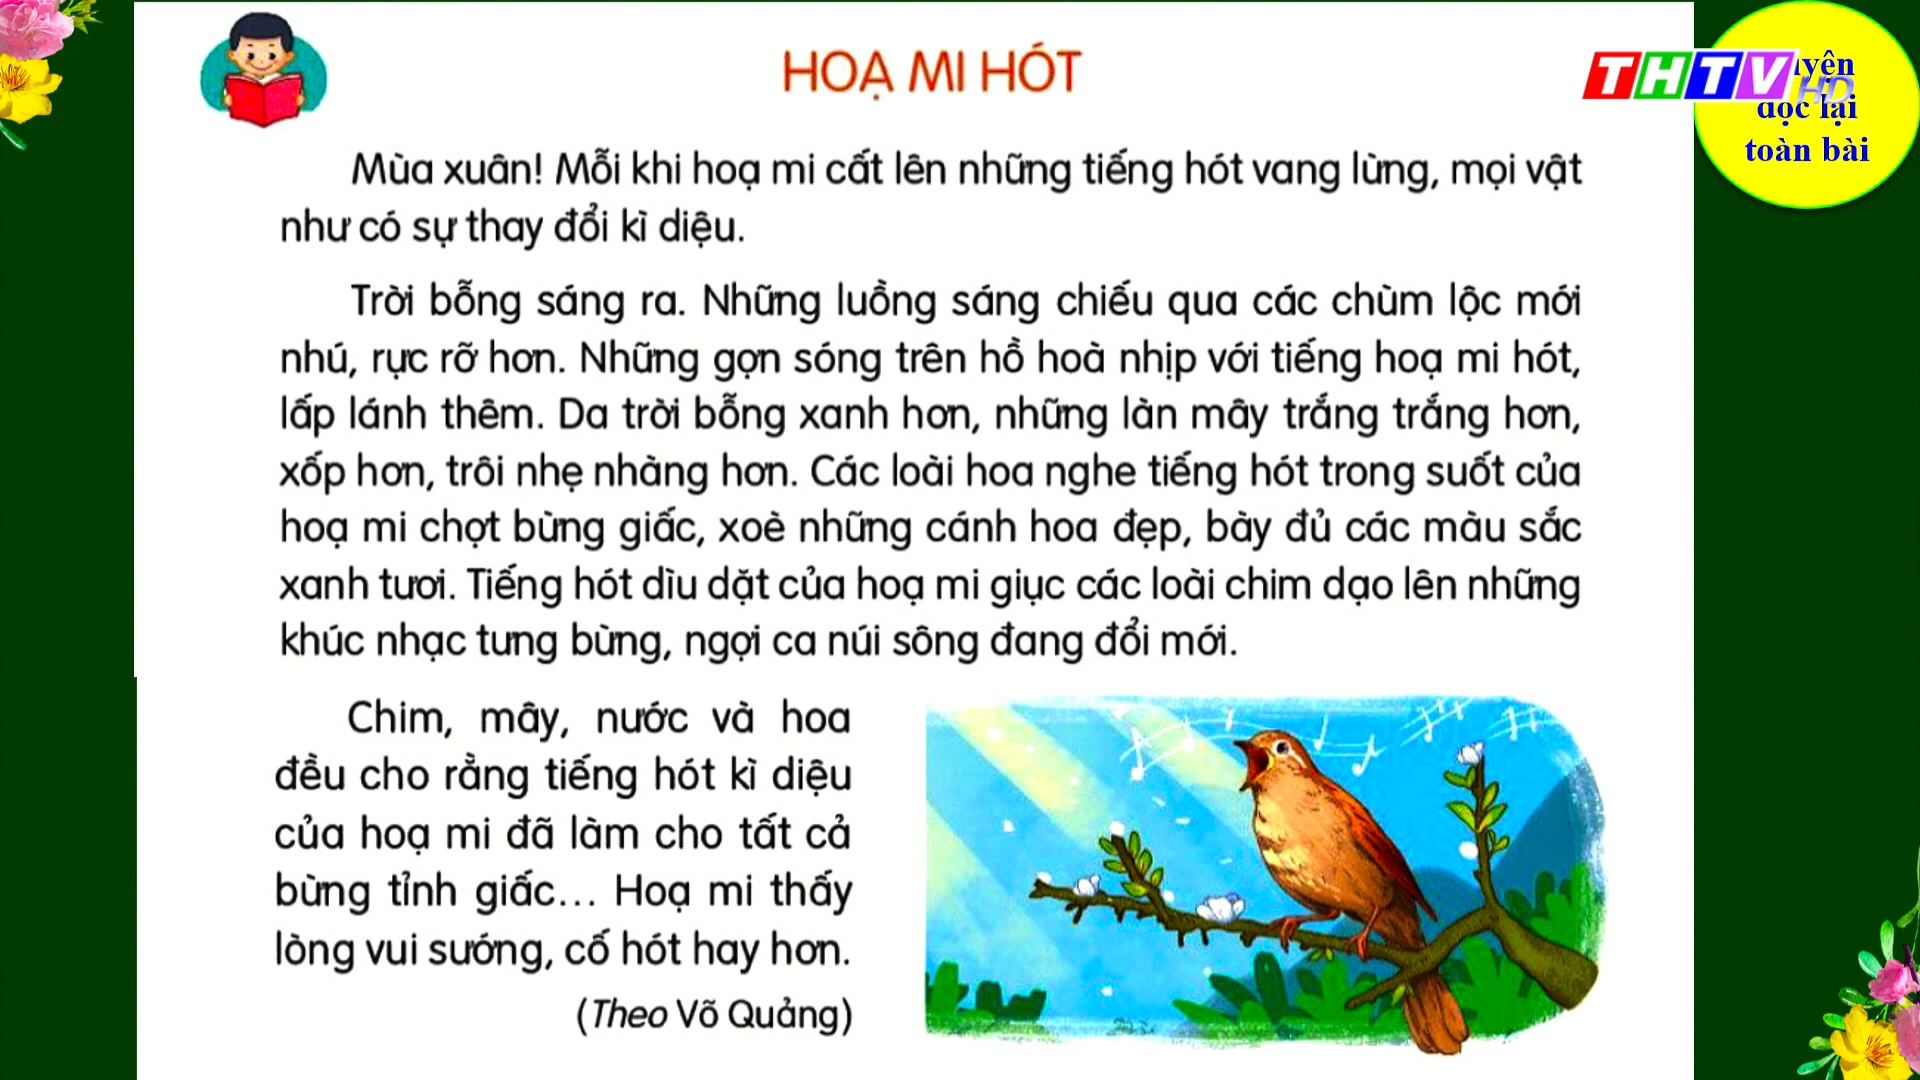 HOẠ MI HÓT
THTV HD
đọc lại
toàn bài
Mùa xuân! Mỗi khi hoạ mi cất lên những tiếng hót vang lừng, mọi vật
như có sự thay đổi kì diệu.
Trời bỗng sáng ra. Những luồng sáng chiếu qua các chùm lộc mới
nhú, rực rỡ hơn. Những gợn sóng trên hồ hoà nhịp với tiếng hoạ mi hót,
lấp lánh thêm. Da trời bỗng xanh hơn, những làn mây trắng trắng hơn,
xốp hơn, trôi nhẹ nhàng hơn. Các loài hoa nghe tiếng hót trong suốt của
hoạ mi chợt bừng giấc, xoè những cánh hoa đẹp, bày đủ các màu sắc
xanh tươi. Tiếng hót dìu dặt của hoạ mi giục các loài chim dạo lên những
khúc nhạc tưng bừng, ngợi ca núi sông đang đổi mới.
Chim, mây, nước và hoa
đều cho rằng tiếng hót kì diệu
của hoạ mi đã làm cho tất cả
bừng tỉnh giấc... Hoạ mi thấy
lòng vui sướng, cố hót hay hơn.
(Theo Võ Quảng)